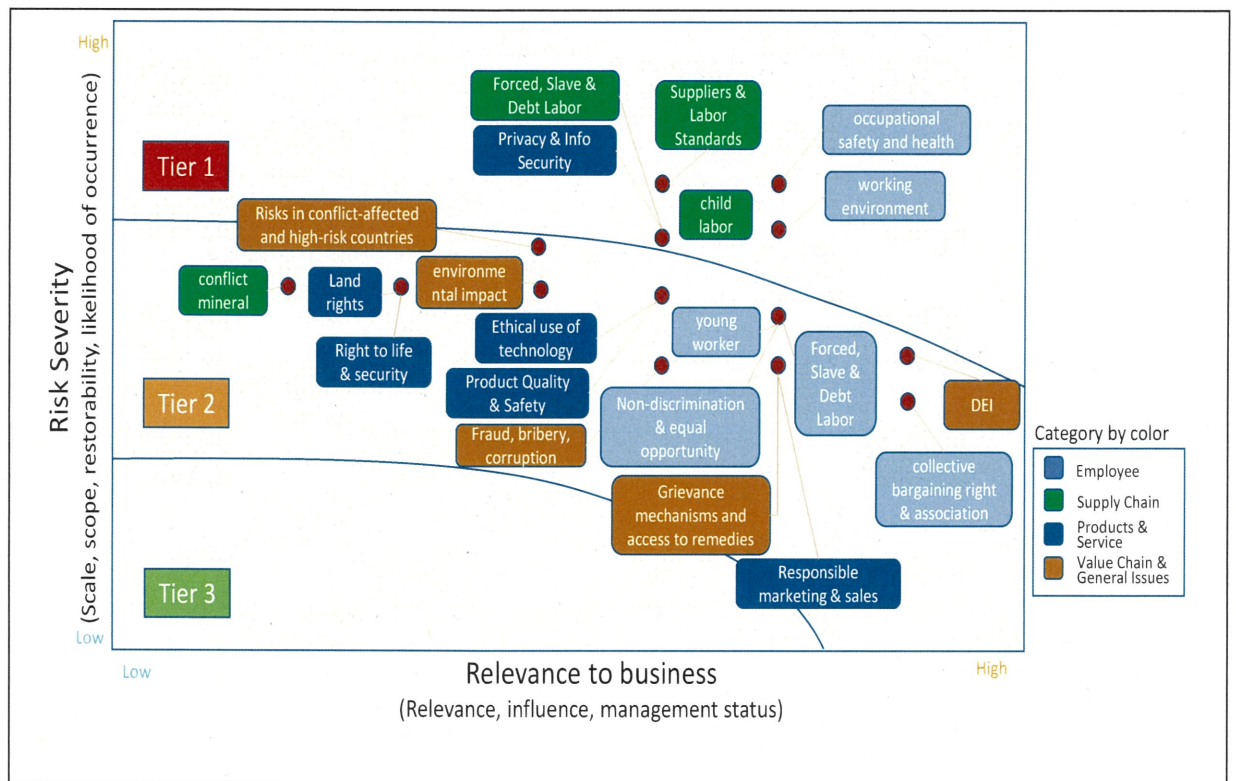 High
Risk Severity
(Scale, scope, restorability, likelihood of occurrence)
Low
Tier 1
Forced, Slave &
Debt Labor
Privacy & Info
Security
Suppliers &
Labor
Standards
occupational
safety and health
working
environment
child
labor
Risks in conflict-affected
and high-risk countries
conflict
mineral
Land
rights
environme
ntal impact
Right to life
& security
Ethical use of
technology
young
worker
Forced,
Slave &
Debt
Labor
Tier 2
Product Quality
& Safety
Non-discrimination
& equal
opportunity
DEI
Fraud, bribery,
corruption
collective
bargaining right
& association
Grievance
mechanisms and
access to remedies
Tier 3
Responsible
marketing & sales
Category by color
Employee
Supply Chain
Products &
Service
Value Chain &
General Issues
Low
Relevance to business
High
(Relevance, influence, management status)